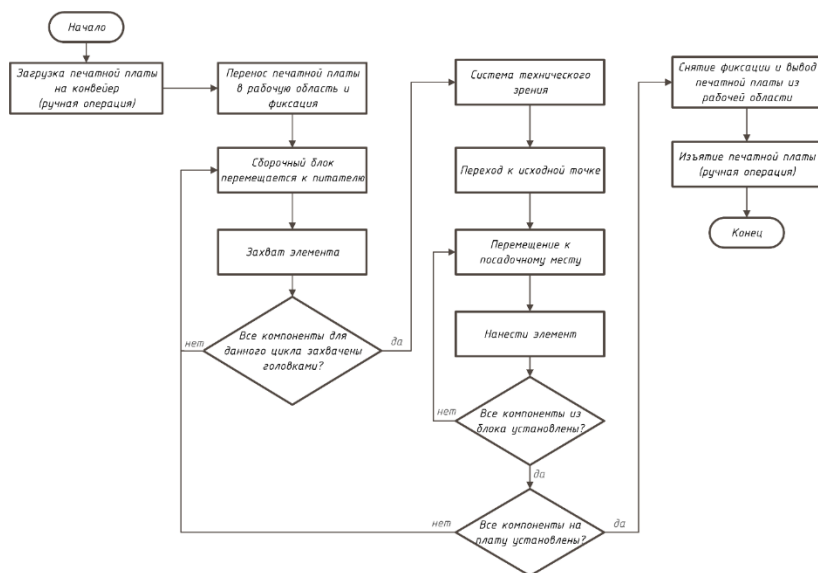 Начало
Загрузка печатной платы
на конвейер
(ручная операция)
Перенос печатной платы
в рабочую область и
фиксация
Сборочный блок
перемещается к питателю
Захват элемента
Все компоненты для
данного цикла захвачены
головками?
нет
да
Система технического
зрения
Переход к исходной точке
Перемещение к
посадочному месту
Нанести элемент
Все компоненты из
блока установлены?
нет
да
Все компоненты на
плату установлены?
нет
да
Снятие фиксации и вывод
печатной платы из
рабочей области
Изъятие печатной платы
(ручная операция)
Конец